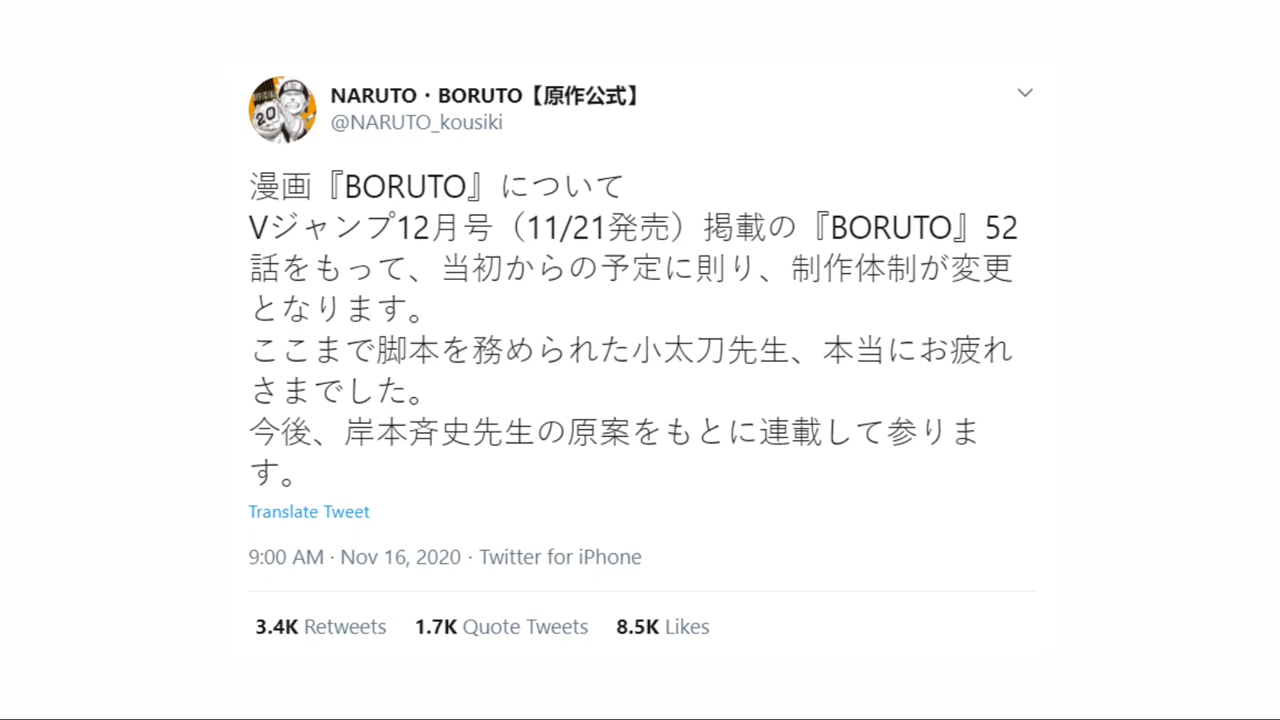 NARUTO・BORUTO【原作公式】
@NARUTO_kousiki
漫画『BORUTO』について
Vジャンプ12月号（11/21発売）掲載の『BORUTO』52
話をもって、当初からの予定に則り、制作体制が変更
となります。
ここまで脚本を務められた小太刀先生、本当にお疲れ
さまでした。
今後、岸本斉史先生の原案をもとに連載して参りま
す。
Translate Tweet
9:00 AM · Nov 16, 2020 · Twitter for iPhone
3.4K Retweets 1.7K Quote Tweets 8.5K Likes